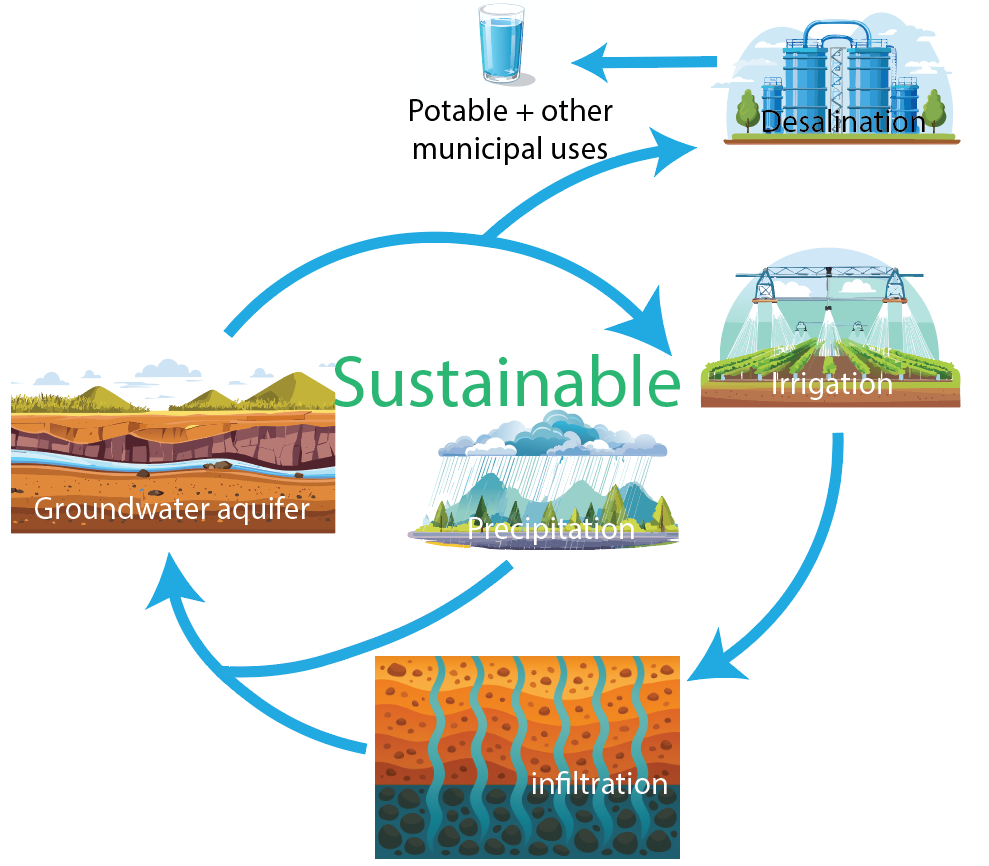 Potable + other
municipal uses
Desalination
Sustainable
Irrigation
Groundwater aquifer
Precipitation
infiltration